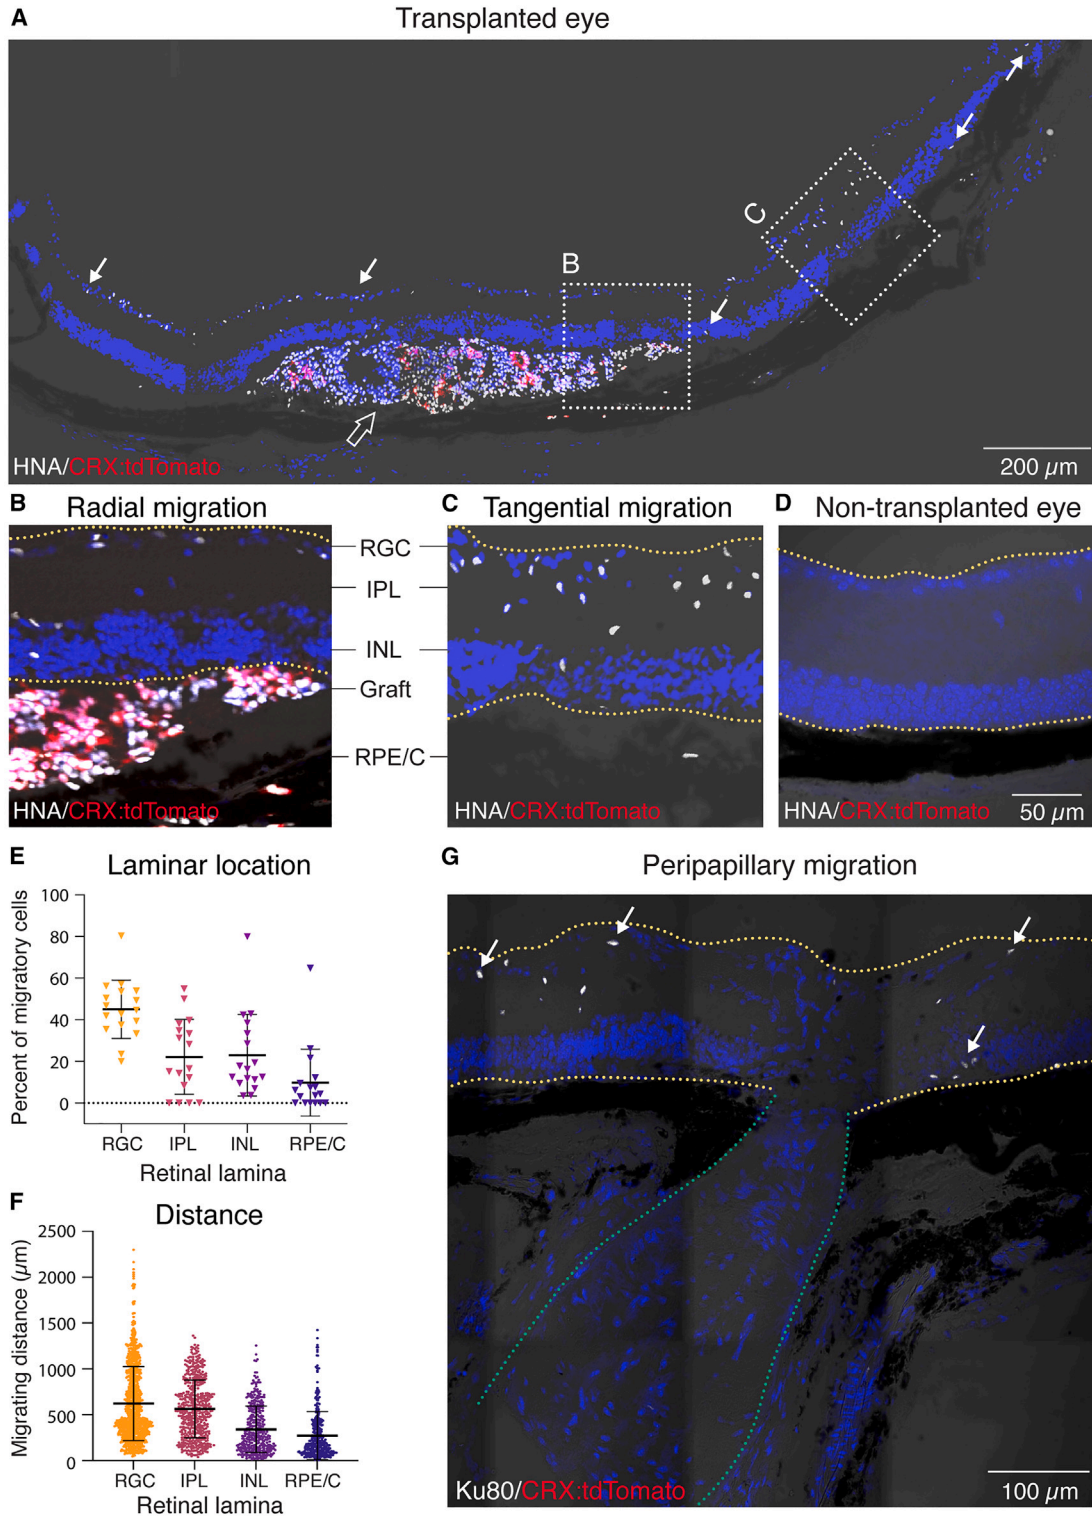 A
Transplanted eye
B
C
HNA/CRX:tdTomato
200 µm
B
Radial migration
C
Tangential migration
D
Non-transplanted eye
RGC
IPL
INL
Graft
RPE/C
HNA/CRX:tdTomato
HNA/CRX:tdTomato
HNA/CRX:tdTomato
50 µm
E
Laminar location
Percent of migratory cells
100
80
60
40
20
0
RGC IPL INL RPE/C
Retinal lamina
F
Distance
Migrating distance (µm)
2500
2000
1500
1000
500
0
RGC IPL INL RPE/C
Retinal lamina
G
Peripapillary migration
Ku80/CRX:tdTomato
100 µm